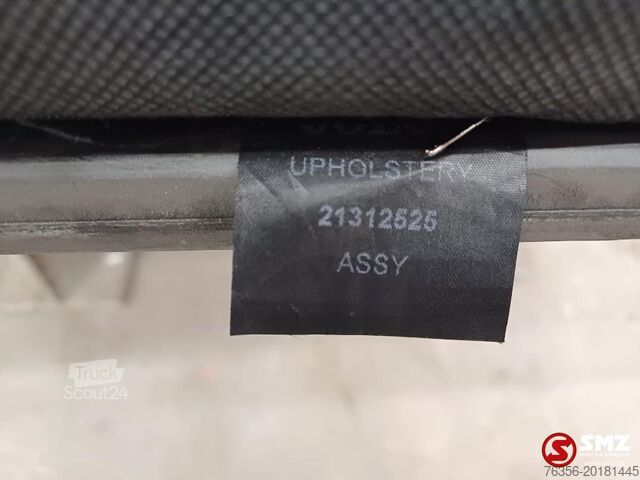 UPHOLSTERY
21312525
ASSY
Truck
Scout24
SMZ
76356-20181445